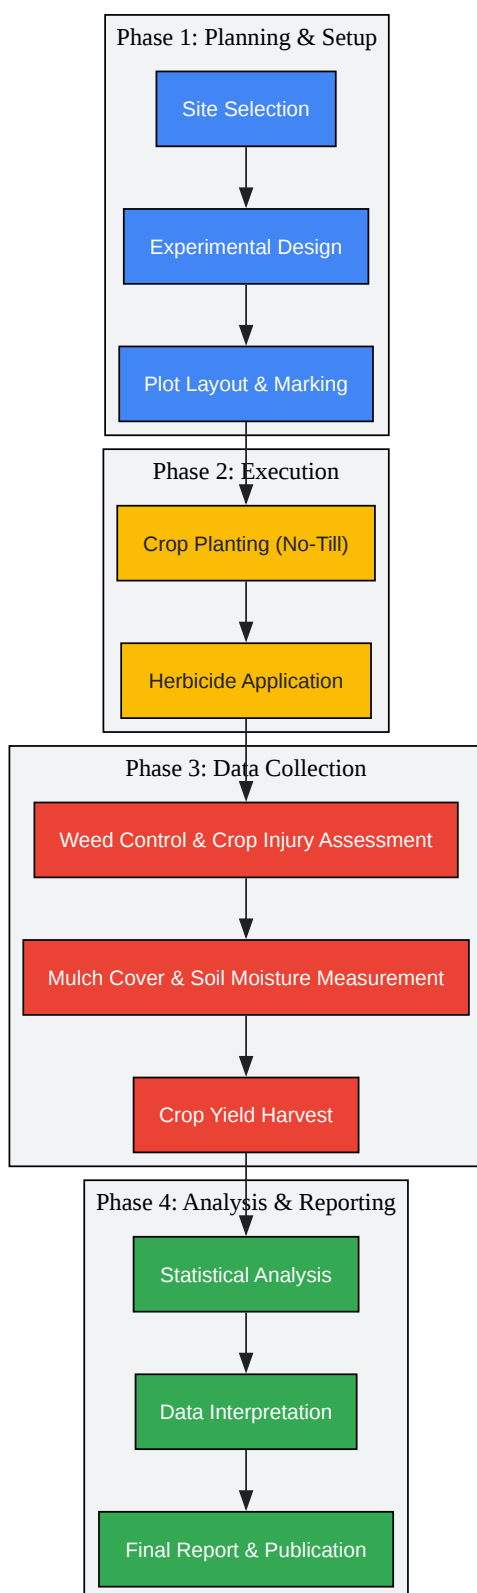 Phase 1: Planning & Setup
Site Selection
Experimental Design
Plot Layout & Marking
Phase 2: Execution
Crop Planting (No-Till)
Herbicide Application
Phase 3: Data Collection
Weed Control & Crop Injury Assessment
Mulch Cover & Soil Moisture Measurement
Crop Yield Harvest
Phase 4: Analysis & Reporting
Statistical Analysis
Data Interpretation
Final Report & Publication